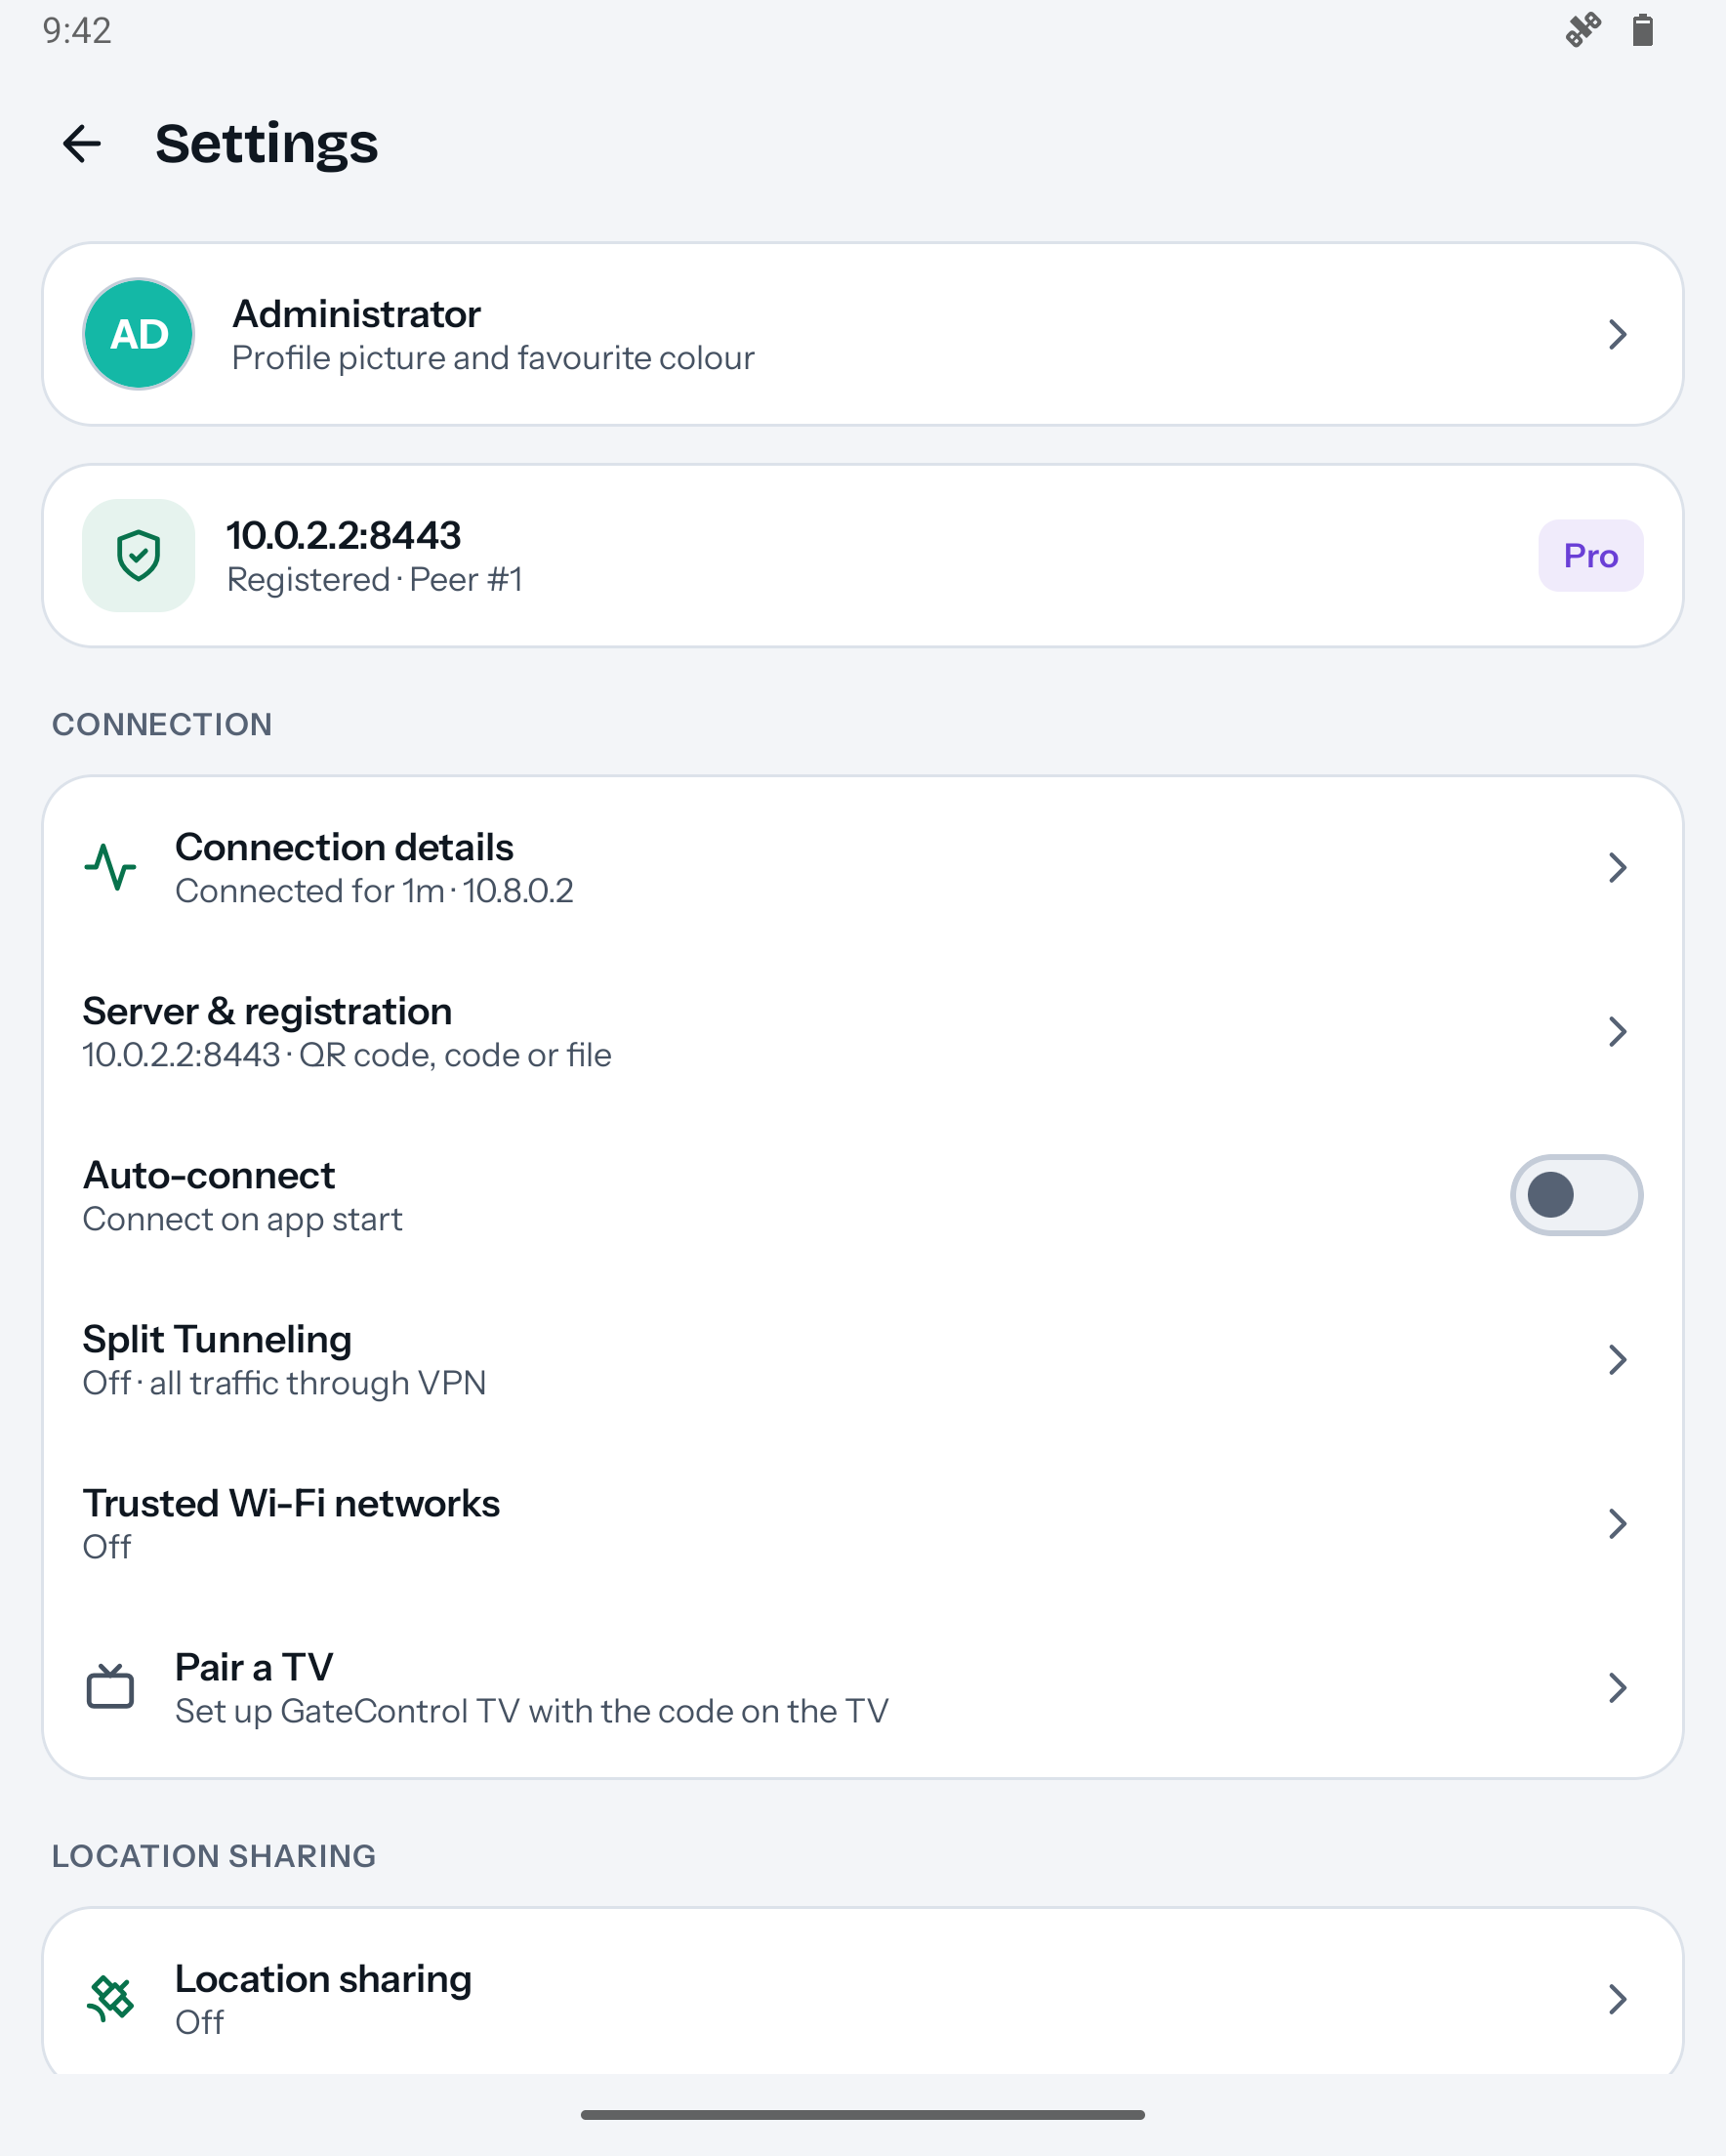 9:42
Settings
AD
Administrator
Profile picture and favourite colour
10.0.2.2:8443
Registered · Peer #1
Pro
CONNECTION
Connection details
Connected for 1m · 10.8.0.2
Server & registration
10.0.2.2:8443 · QR code, code or file
Auto-connect
Connect on app start
Split Tunneling
Off · all traffic through VPN
Trusted Wi-Fi networks
Off
Pair a TV
Set up GateControl TV with the code on the TV
LOCATION SHARING
Location sharing
Off